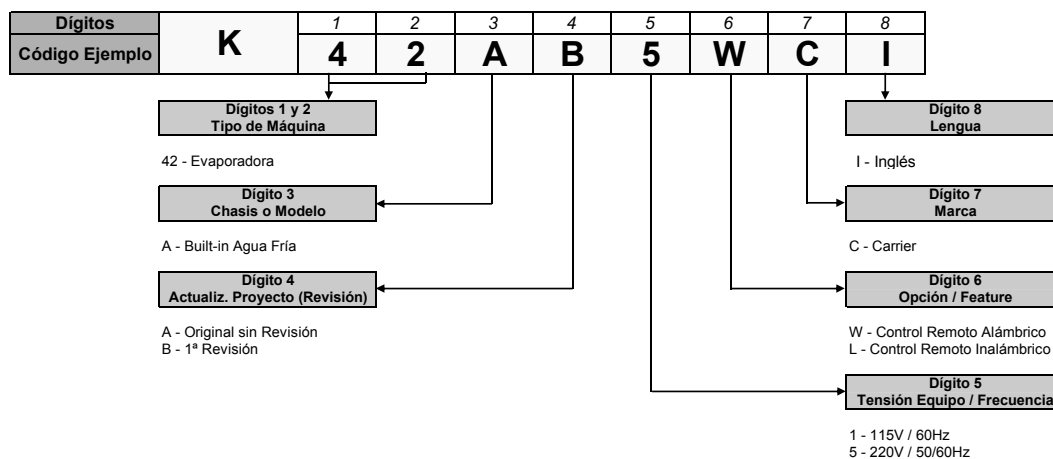 Dígitos 1 2 3 4 5 6 7 8
Código Ejemplo K 4 2 A B 5 W C I
Dígitos 1 y 2
Tipo de Máquina
42 - Evaporadora
Dígito 3
Chasis o Modelo
A - Built-in Agua Fría
Dígito 4
Actualiz. Proyecto (Revisión)
A - Original sin Revisión
B - 1ª Revisión
Dígito 8
Lengua
I - Inglés
Dígito 7
Marca
C - Carrier
Dígito 6
Opción / Feature
W - Control Remoto Alámbrico
L - Control Remoto Inalámbrico
Dígito 5
Tensión Equipo / Frecuencia
1 - 115V / 60Hz
5 - 220V / 50/60Hz